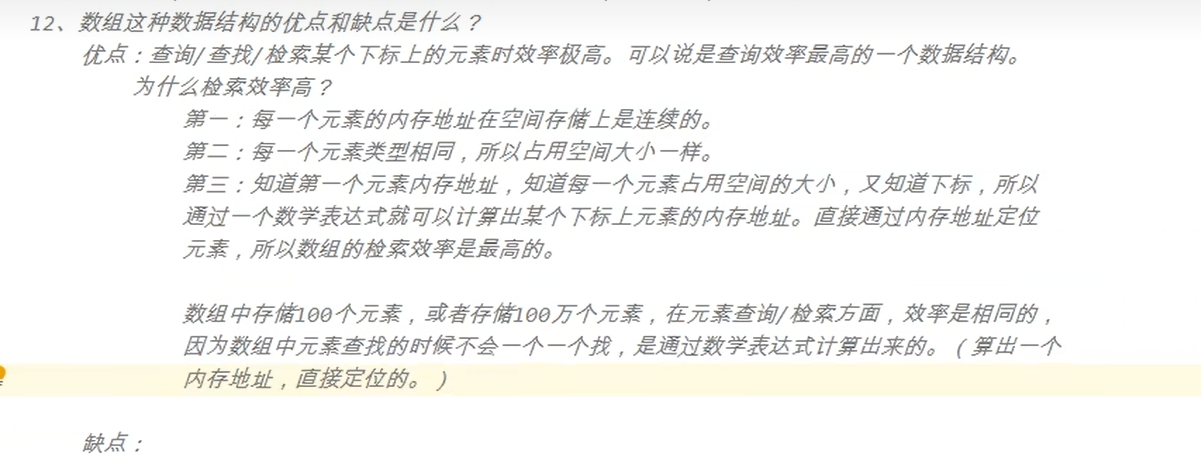 12、数组这种数据结构的优点和缺点是什么？
优点：查询/查找/检索某个下标上的元素时效率极高。可以说是查询效率最高的一个数据结构。
为什么检索效率高？
第一：每一个元素的内存地址在空间存储上是连续的。
第二：每一个元素类型相同，所以占用空间大小一样。
第三：知道第一个元素内存地址，知道每一个元素占用空间的大小，又知道下标，所以
通过一个数学表达式就可以计算出某个下标上元素的内存地址。直接通过内存地址定位
元素，所以数组的检索效率是最高的。
数组中存储100个元素，或者存储100万个元素，在元素查询/检索方面，效率是相同的，
因为数组中元素查找的时候不会一个一个找，是通过数学表达式计算出来的。（算出一个
内存地址，直接定位的。）
缺点：